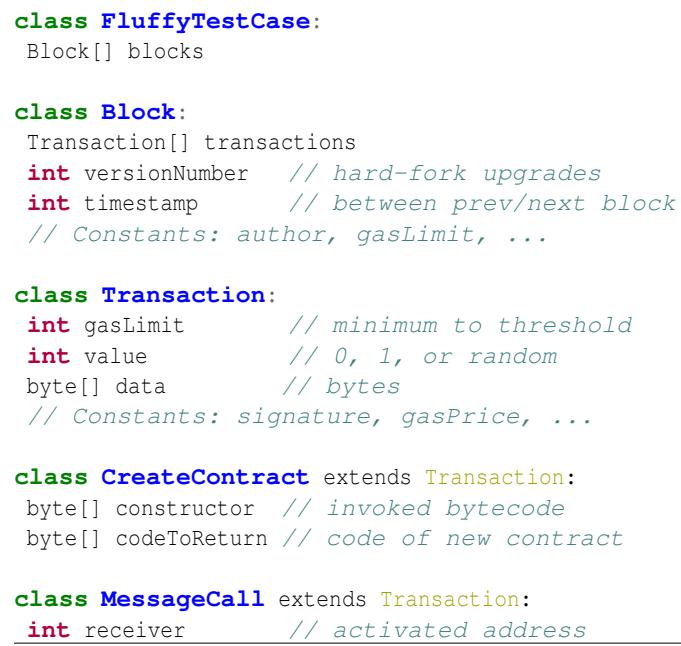 class FluffyTestCase:
Block[] blocks
class Block:
Transaction[] transactions
int versionNumber // hard-fork upgrades
int timestamp // between prev/next block
// Constants: author, gasLimit, ...
class Transaction:
int gasLimit // minimum to threshold
int value // 0, 1, or random
byte[] data // bytes
// Constants: signature, gasPrice, ...
class CreateContract extends Transaction:
byte[] constructor // invoked bytecode
byte[] codeToReturn // code of new contract
class MessageCall extends Transaction:
int receiver // activated address